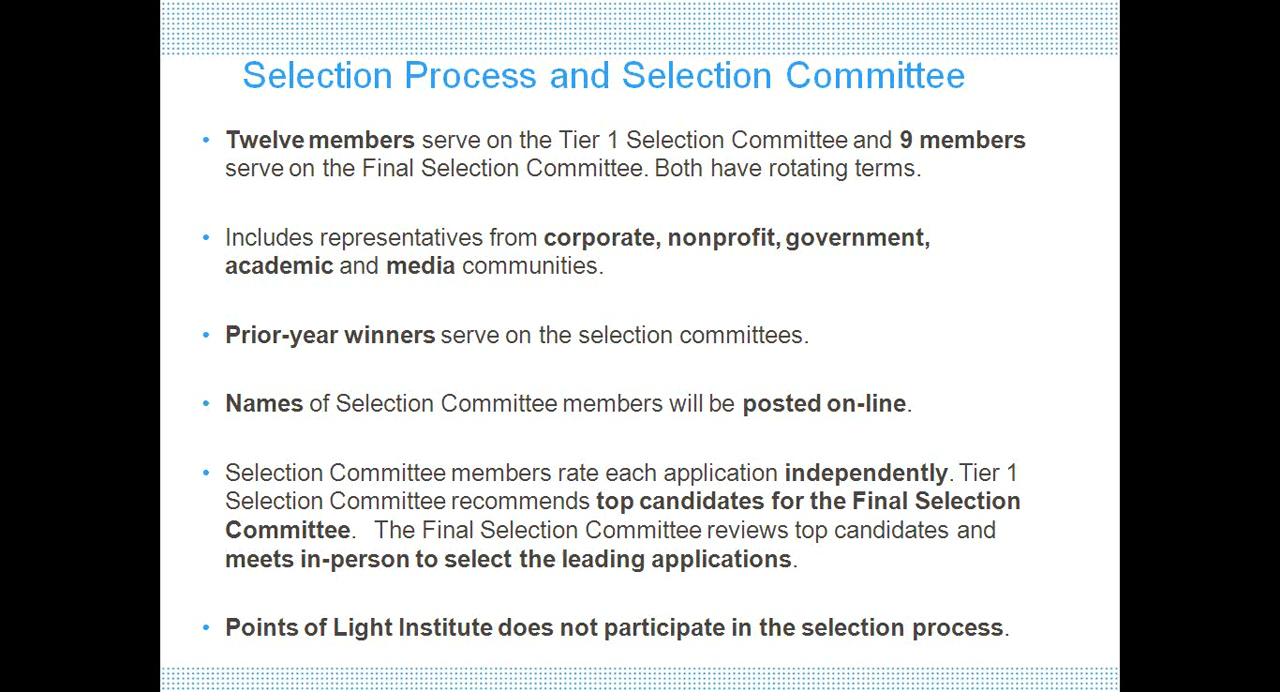 Selection Process and Selection Committee
• Twelve members serve on the Tier 1 Selection Committee and 9 members
serve on the Final Selection Committee. Both have rotating terms.
• Includes representatives from corporate, nonprofit, government,
academic and media communities.
• Prior-year winners serve on the selection committees.
• Names of Selection Committee members will be posted on-line.
• Selection Committee members rate each application independently. Tier 1
Selection Committee recommends top candidates for the Final Selection
Committee. The Final Selection Committee reviews top candidates and
meets in-person to select the leading applications.
• Points of Light Institute does not participate in the selection process.